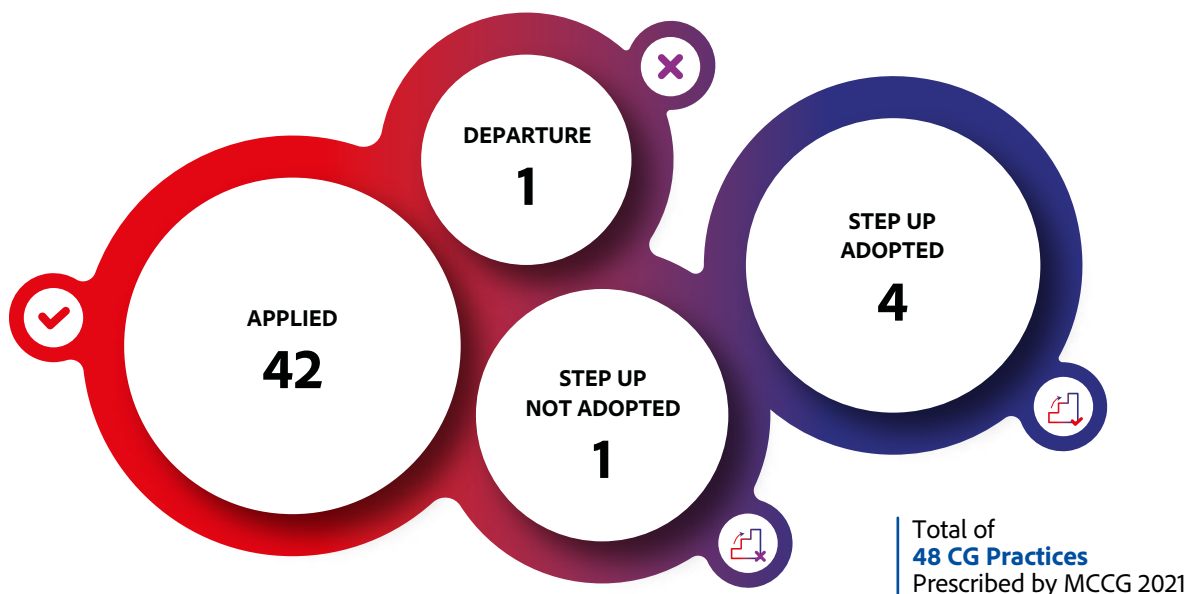 DEPARTURE
1
APPLIED
42
STEP UP
NOT ADOPTED
1
STEP UP
ADOPTED
4
Total of
48 CG Practices
Prescribed by MCCG 2021